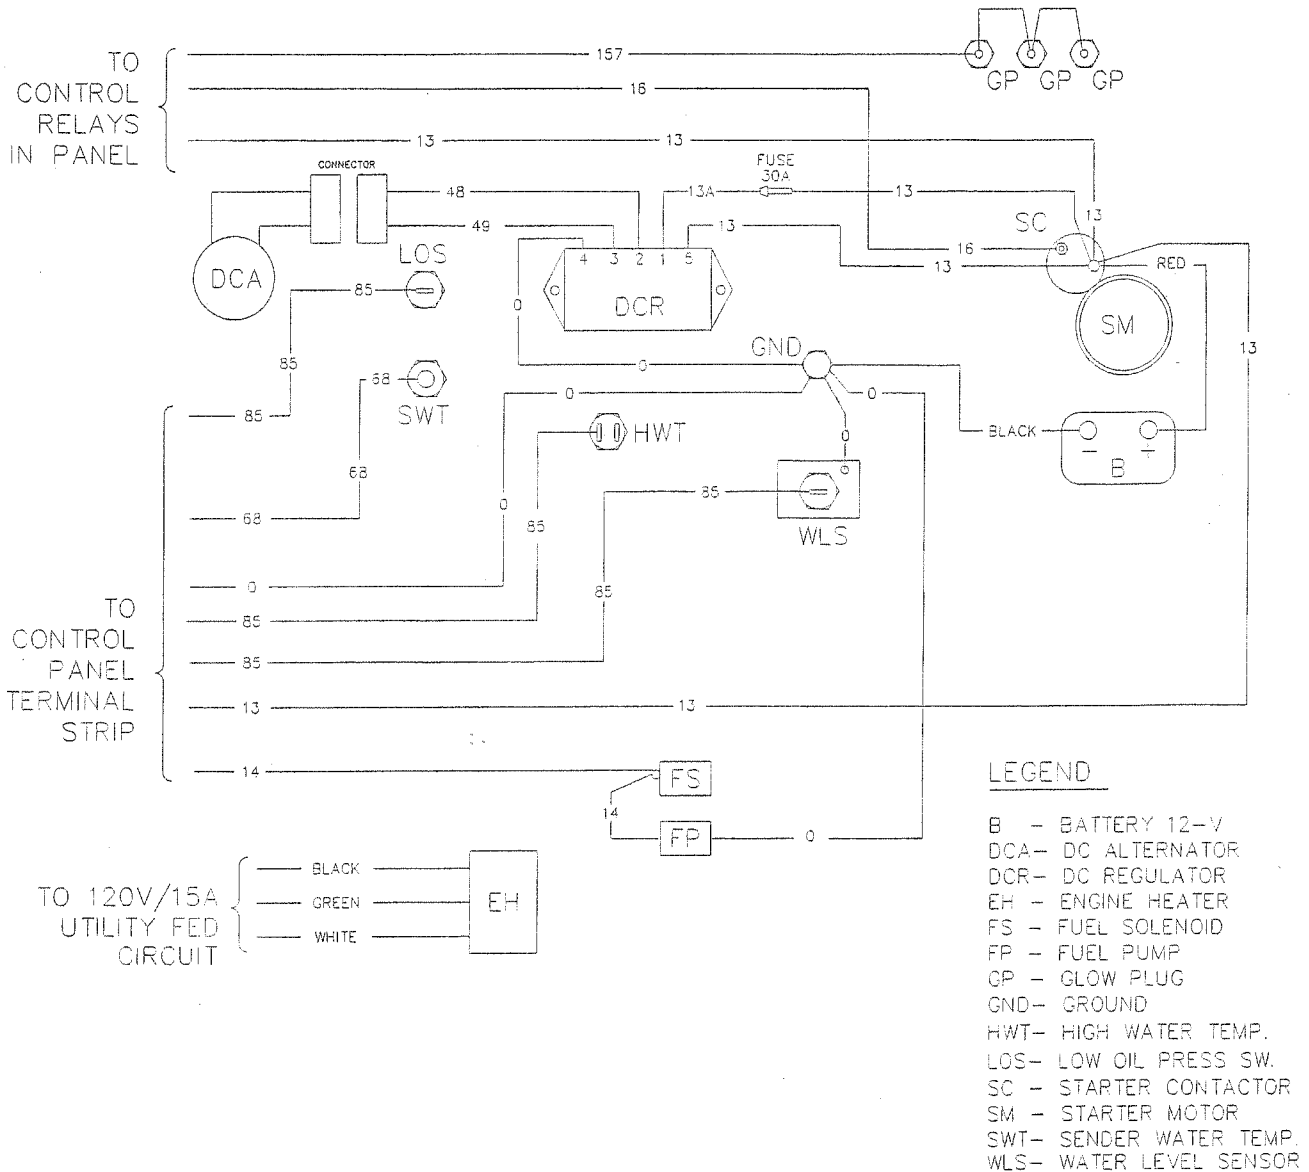 TO
CONTROL
RELAYS
IN PANEL
157
GP GP GP
16
13 13
CONNECTOR
FUSE
30A
48 13A 13
49 13 SC 13
LOS
4 3 2 1 6
16
13 RED
DCA
85
DCR
0
SM
85
GND
13
0
68
0 0
SWT
85
HWT
BLACK
0
68
B
85
68 0 85
WLS
0
85
TO
CONTROL
PANEL
TERMINAL
STRIP
85
85
13 13
14
FS
14
FP 0
BLACK
GREEN
WHITE
EH
TO 120V/15A
UTILITY FED
CIRCUIT
LEGEND
B - BATTERY 12-V
DCA- DC ALTERNATOR
DCR- DC REGULATOR
EH - ENGINE HEATER
FS - FUEL SOLENOID
FP - FUEL PUMP
GP - GLOW PLUG
GND- GROUND
HWT- HIGH WATER TEMP.
LOS- LOW OIL PRESS SW.
SC - STARTER CONTACTOR
SM - STARTER MOTOR
SWT- SENDER WATER TEMP.
WLS- WATER LEVEL SENSOR